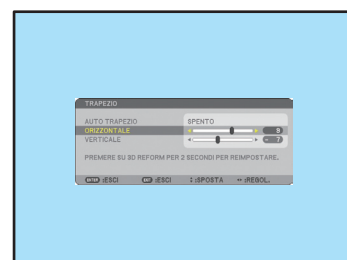 TRAPEZIO
AUTO TRAPEZIO SPENTO
ORIZZONTALE 9
VERTICALE - 7
PREMERE SU 3D REFORM PER 2 SECONDI PER REIMPOSTARE.
ENTER :ESCI EXIT :ESCI :SPOSTA :REGOL.